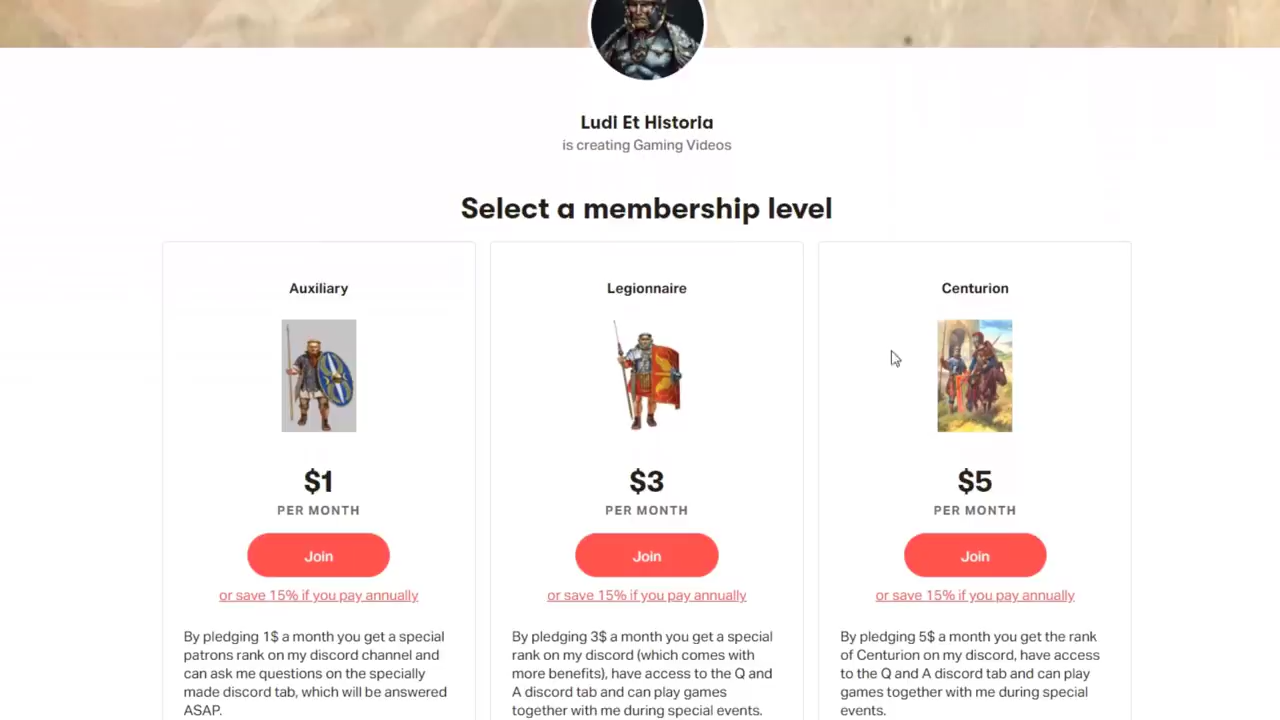 Ludi Et Historia
is creating Gaming Videos
Select a membership level
Auxiliary
$1
PER MONTH
Join
or save 15% if you pay annually
By pledging 1$ a month you get a special
patrons rank on my discord channel and
can ask me questions on the specially
made discord tab, which will be answered
ASAP.
Legionnaire
$3
PER MONTH
Join
or save 15% if you pay annually
By pledging 3$ a month you get a special
rank on my discord (which comes with
more benefits), have access to the Q and
A discord tab and can play games
together with me during special events.
Centurion
$5
PER MONTH
Join
or save 15% if you pay annually
By pledging 5$ a month you get the rank
of Centurion on my discord, have access
to the Q and A discord tab and can play
games together with me during special
events.